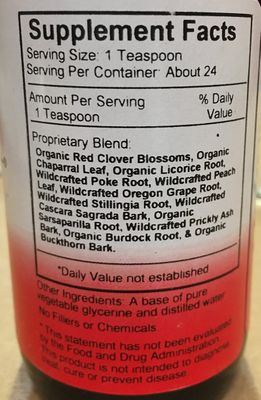 Supplement Facts
Serving Size: 1 Teaspoon
Serving Per Container: About 24
Amount Per Serving % Daily
1 Teaspoon Value
Proprietary Blend:
Organic Red Clover Blossoms, Organic
Chaparral Leaf, Organic Licorice Root,
Wildcrafted Poke Root, Wildcrafted Peach
Leaf, Wildcrafted Oregon Grape Root,
Wildcrafted Stillingia Root, Wildcrafted
Cascara Sagrada Bark, Organic
Sarsaparilla Root, Wildcrafted Prickly Ash
Bark, Organic Burdock Root, & Organic
Buckthorn Bark.
*Daily Value not established
Other Ingredients: A base of pure
vegetable glycerine and distilled water
No Fillers or Chemicals.
* This statement has not been evaluated
by the Food and Drug Administration.
This product is not intended to diagnose,
treat, cure or prevent disease.